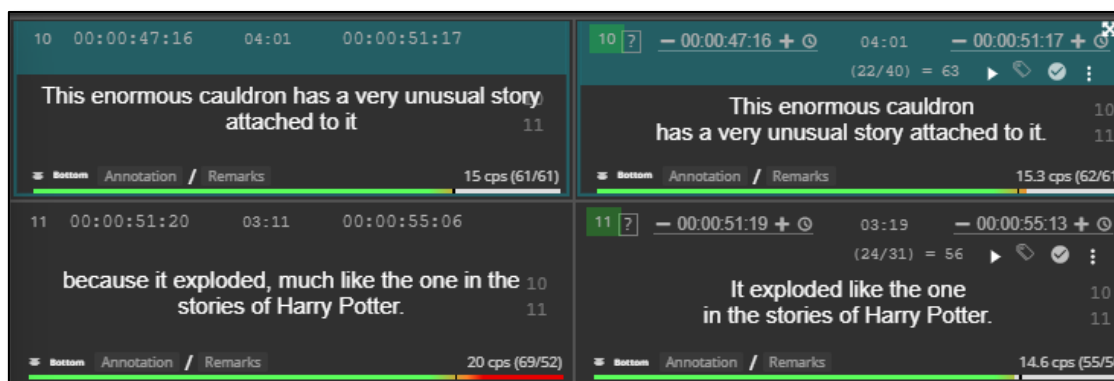 10 00:00:47:16 04:01 00:00:51:17
This enormous cauldron has a very unusual story
attached to it
10
11
Bottom Annotation / Remarks 15 cps (61/61)
10 ? − 00:00:47:16 + 04:01 − 00:00:51:17 +
(22/40) = 63
This enormous cauldron
has a very unusual story attached to it.
10
11
Bottom Annotation / Remarks 15.3 cps (62/61
11 00:00:51:20 03:11 00:00:55:06
because it exploded, much like the one in the
stories of Harry Potter.
10
11
Bottom Annotation / Remarks 20 cps (69/52)
11 ? − 00:00:51:19 + 03:19 − 00:00:55:13 +
(24/31) = 56
It exploded like the one
in the stories of Harry Potter.
10
11
Bottom Annotation / Remarks 14.6 cps (55/5